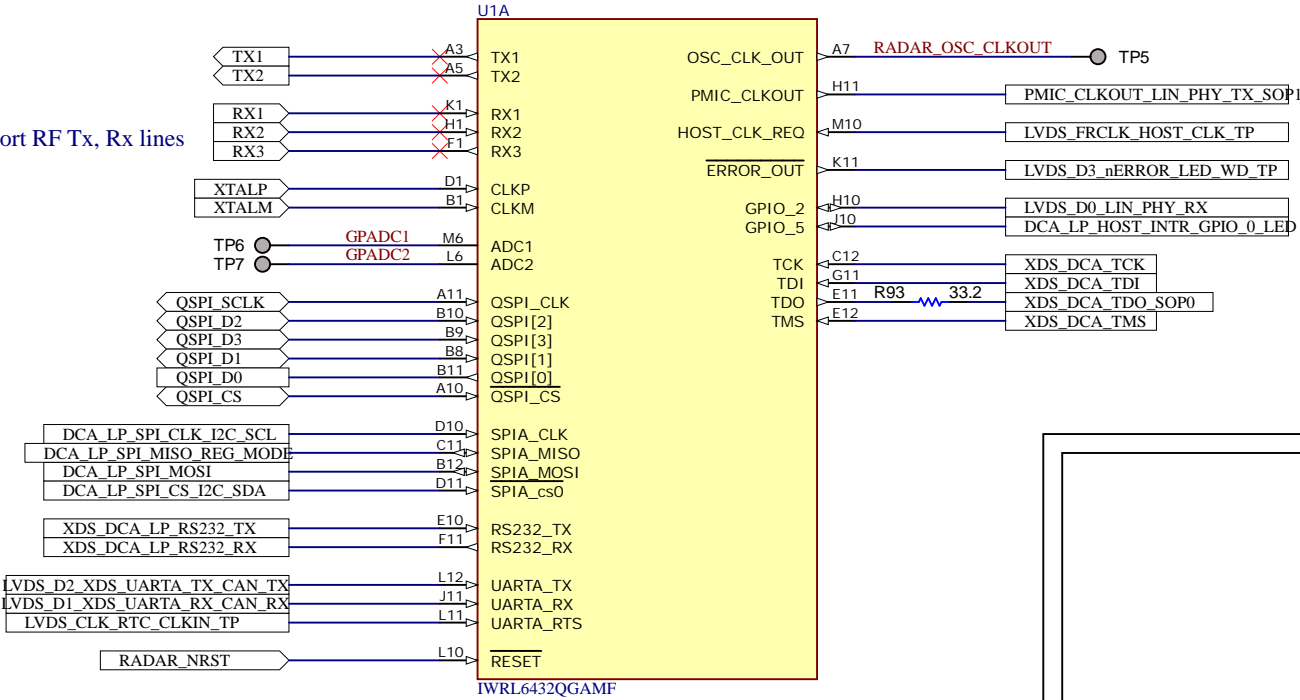 U1A
TX1 A3 TX1 OSC_CLK_OUT A7 RADAR_OSC_CLKOUT TP5
TX2 A5 TX2
PMIC_CLKOUT H11 PMIC_CLKOUT_LIN_PHY_TX_SOP1
RX1 K1 RX1
ort RF Tx, Rx lines RX2 H1 RX2 HOST_CLK_REQ M10 LVDS_FRCLK_HOST_CLK_TP
RX3 F1 RX3
ERROR_OUT K11 LVDS_D3_nERROR_LED_WD_TP
XTALP D1 CLKP
XTALM B1 CLKM GPIO_2 H10 LVDS_D0_LIN_PHY_RX
GPIO_5 J10 DCA_LP_HOST_INTR_GPIO_0_LED
TP6 GPADC1 M6 ADC1
TP7 GPADC2 L6 ADC2 TCK C12 XDS_DCA_TCK
TDI G11 XDS_DCA_TDI
QSPI_SCLK A11 QSPI_CLK TDO E11 R93 33.2 XDS_DCA_TDO_SOP0
QSPI_D2 B10 QSPI[2] TMS E12 XDS_DCA_TMS
QSPI_D3 B9 QSPI[3]
QSPI_D1 B8 QSPI[1]
QSPI_D0 B11 QSPI[0]
QSPI_CS A10 QSPI_CS
DCA_LP_SPI_CLK_I2C_SCL D10 SPIA_CLK
DCA_LP_SPI_MISO_REG_MODE C11 SPIA_MISO
DCA_LP_SPI_MOSI B12 SPIA_MOSI
DCA_LP_SPI_CS_I2C_SDA D11 SPIA_cs0
XDS_DCA_LP_RS232_TX E10 RS232_TX
XDS_DCA_LP_RS232_RX F11 RS232_RX
LVDS_D2_XDS_UARTA_TX_CAN_TX L12 UARTA_TX
LVDS_D1_XDS_UARTA_RX_CAN_RX J11 UARTA_RX
LVDS_CLK_RTC_CLKIN_TP L11 UARTA_RTS
RADAR_NRST L10 RESET
IWRL6432QGAMF